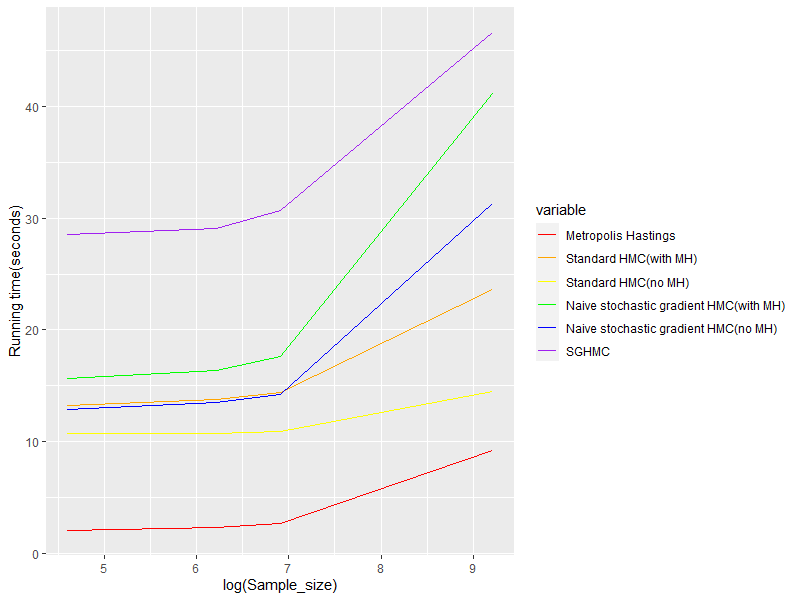 40
30
20
10
0
Running time(seconds)
5 6 7 8 9
log(Sample_size)
variable
Metropolis Hastings
Standard HMC(with MH)
Standard HMC(no MH)
Naive stochastic gradient HMC(with MH)
Naive stochastic gradient HMC(no MH)
SGHMC